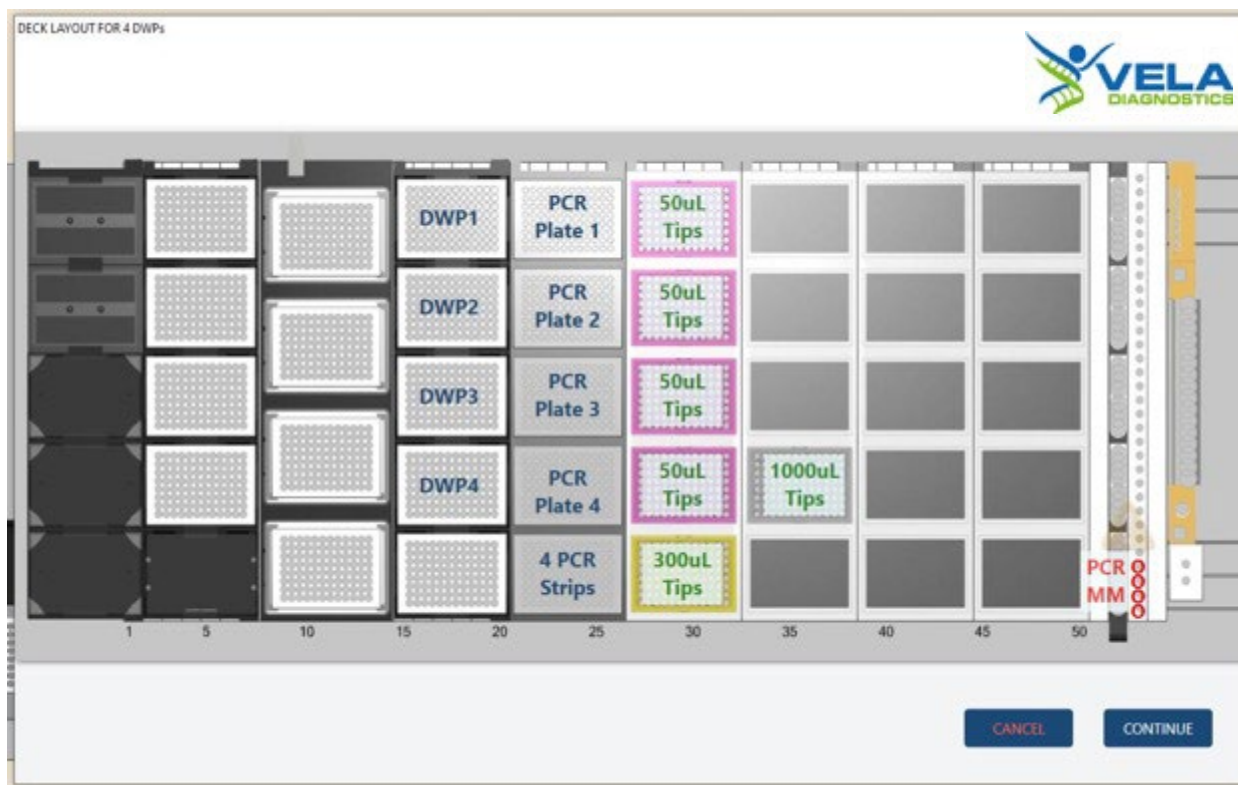 DECK LAYOUT FOR 4 DWPs
VELA
DIAGNOSTICS
DWP1
PCR
Plate 1
50uL
Tips
DWP2
PCR
Plate 2
50uL
Tips
DWP3
PCR
Plate 3
50uL
Tips
DWP4
PCR
Plate 4
50uL
Tips
1000uL
Tips
4 PCR
Strips
300uL
Tips
PCR
MM
1 5 10 15 20 25 30 35 40 45 50
CANCEL CONTINUE